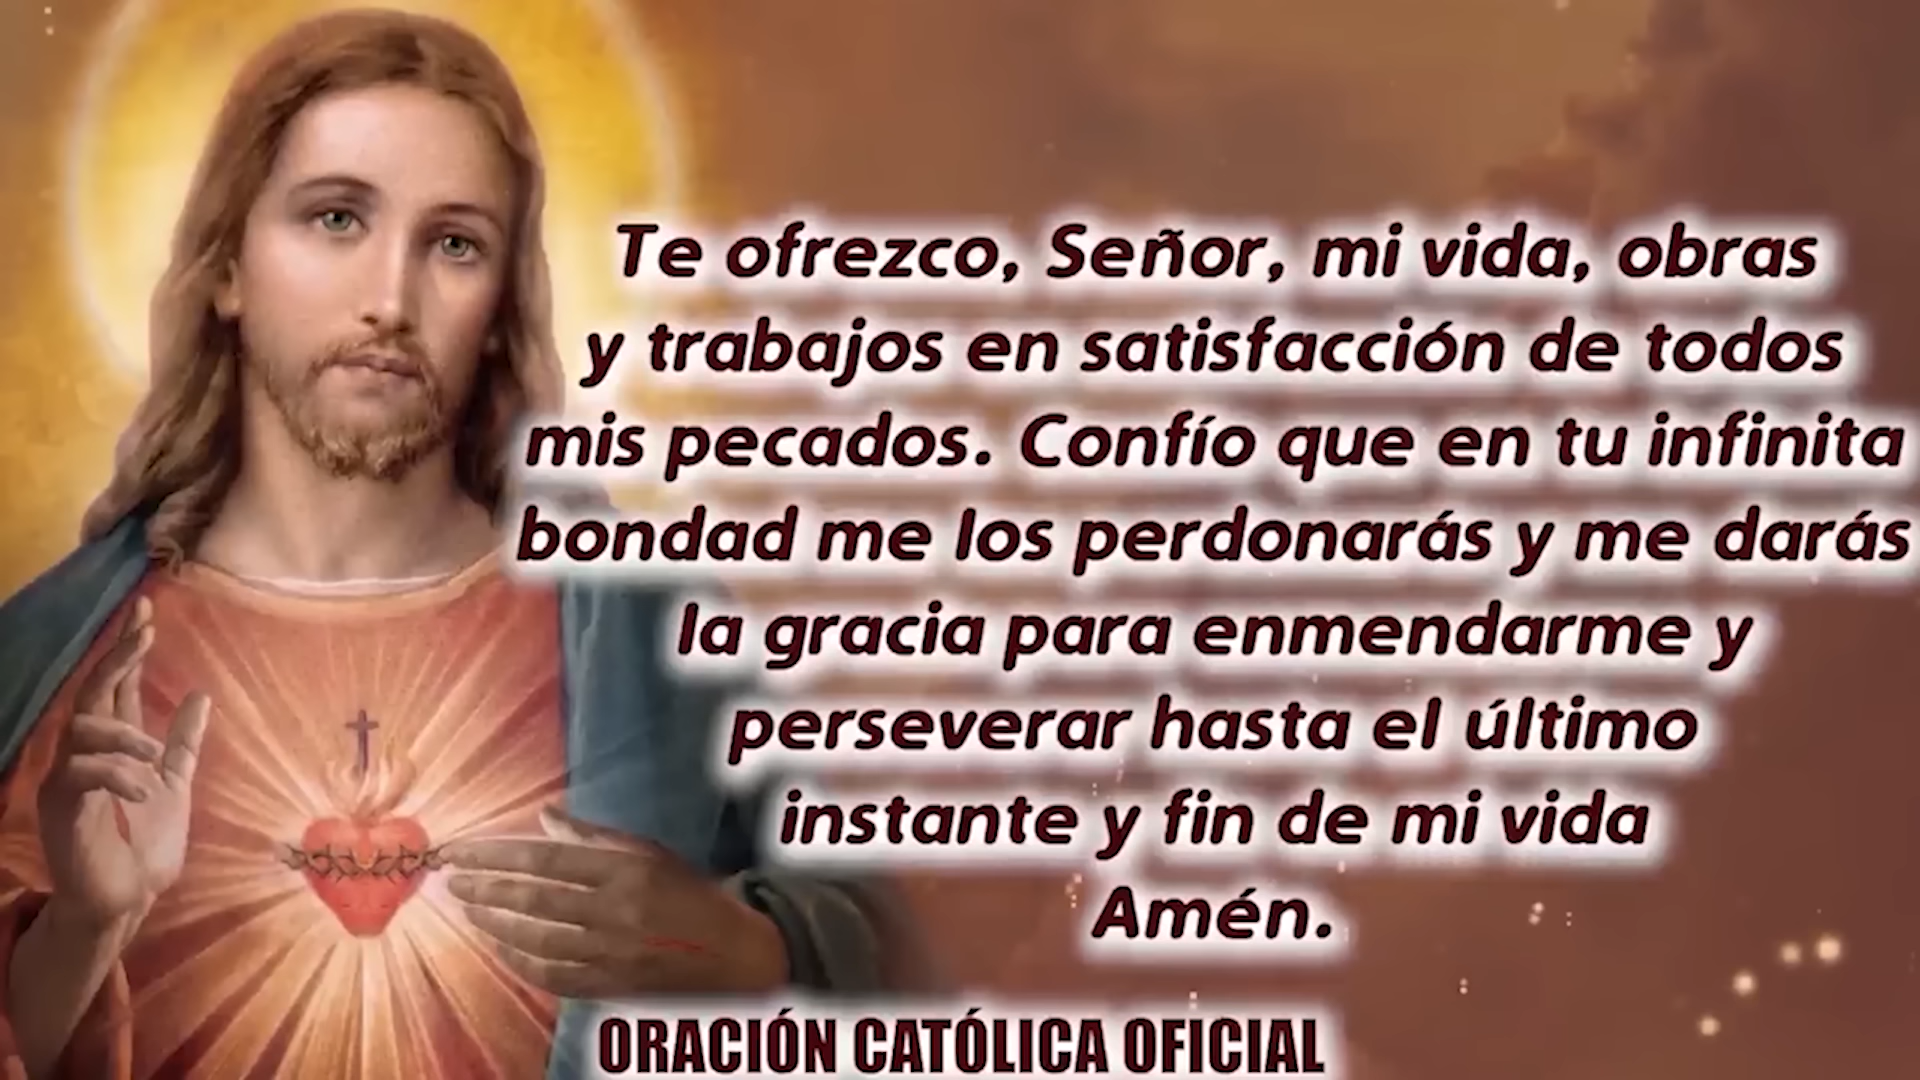 Te ofrezco, Señor, mi vida, obras
y trabajos en satisfacción de todos
mis pecados. Confío que en tu infinita
bondad me los perdonarás y me darás
la gracia para enmendarme y
perseverar hasta el último
instante y fin de mi vida
Amén.
ORACIÓN CATÓLICA OFICIAL